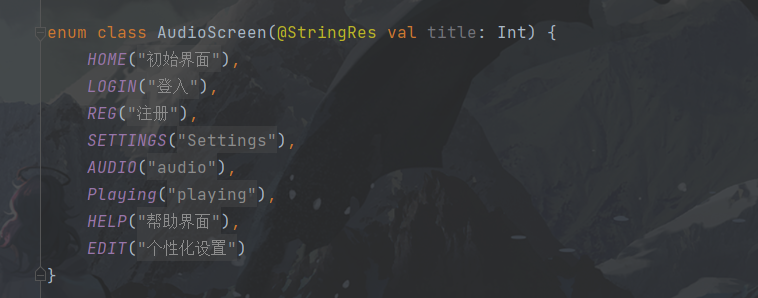 enum class AudioScreen(@StringRes val title: Int) {
    HOME("初始界面"),
    LOGIN("登入"),
    REG("注册"),
    SETTINGS("Settings"),
    AUDIO("audio"),
    Playing("playing"),
    HELP("帮助界面"),
    EDIT("个性化设置")
}